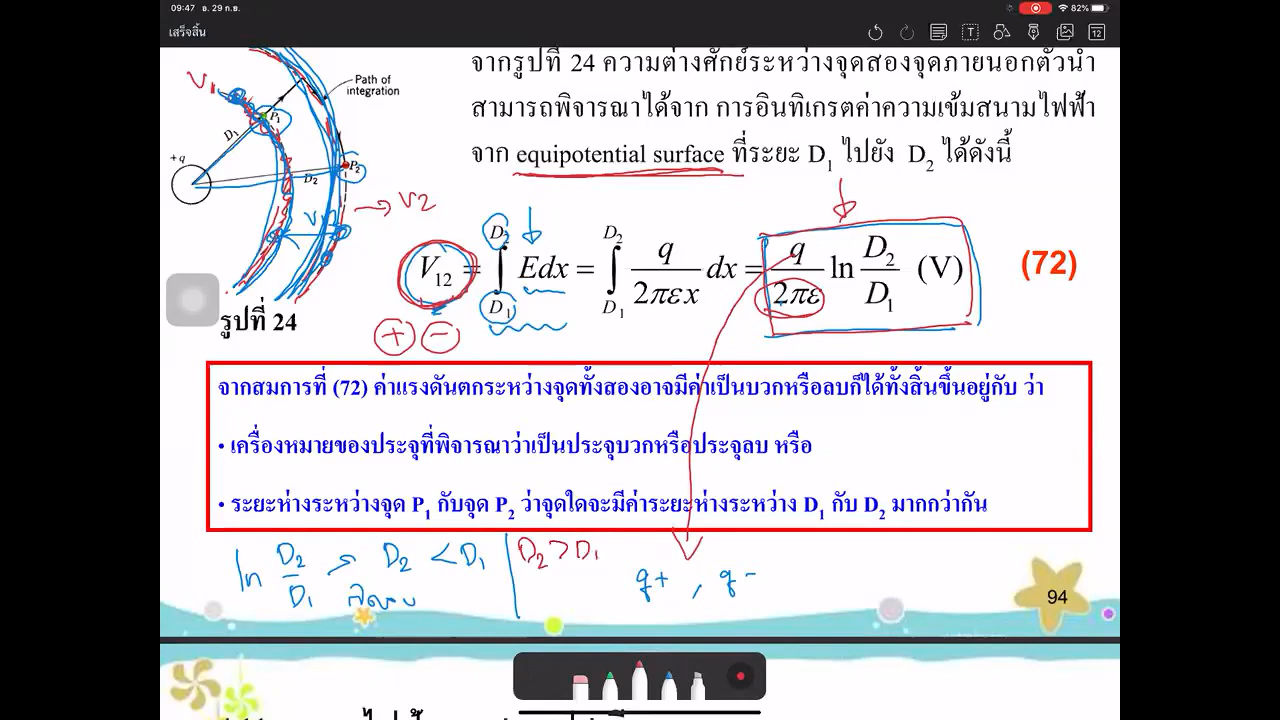 09:47 อ. 29 ก.ย.
82%
เสร็จสิ้น
จากรูปที่ 24 ความต่างศักย์ระหว่างจุดสองจุดภายนอกตัวนำ
สามารถพิจารณาได้จาก การอินทิเกรตค่าความเข้มสนามไฟฟ้า
จาก equipotential surface ที่ระยะ D₁ ไปยัง D₂ ได้ดังนี้
V1
Path of
integration
P₁
D₁
+q
P₂
D₂
V2
V₁₂ = ∫_{D₁}^{D₂} Edx = ∫_{D₁}^{D₂} q/(2πεx) dx = q/(2πε) ln D₂/D₁ (V) (72)
รูปที่ 24
+ −
จากสมการที่ (72) ค่าแรงดันตกระหว่างจุดทั้งสองอาจมีค่าเป็นบวกหรือลบก็ได้ทั้งสิ้นขึ้นอยู่กับ ว่า
• เครื่องหมายของประจุที่พิจารณาว่าเป็นประจุบวกหรือประจุลบ หรือ
• ระยะห่างระหว่างจุด P₁ กับจุด P₂ ว่าจุดใดจะมีค่าระยะห่างระหว่าง D₁ กับ D₂ มากกว่ากัน
ln D₂/D₁ → D₂ < D₁ | D₂ > D₁
q+ , q−
94